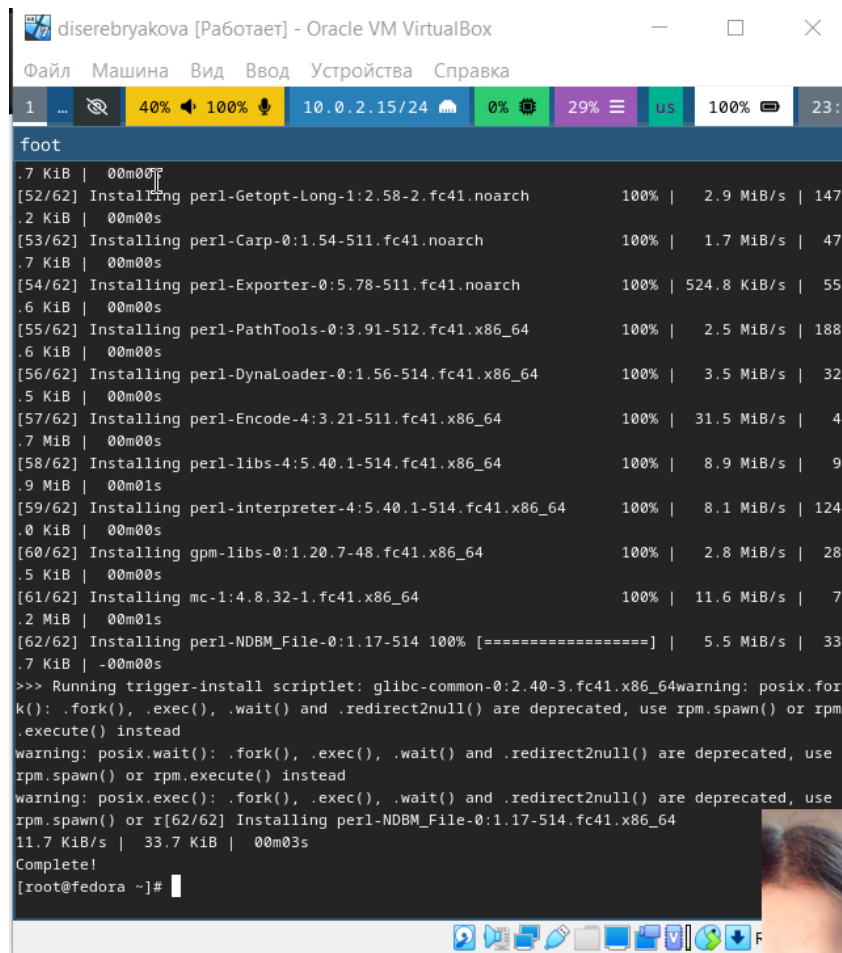 diserebryakova [Работает] - Oracle VM VirtualBox
Файл Машина Вид Ввод Устройства Справка
1 … 40% 100% 10.0.2.15/24 0% 29% us 100% 23:
foot
.7 KiB | 00m00s
[52/62] Installing perl-Getopt-Long-1:2.58-2.fc41.noarch 100% | 2.9 MiB/s | 147
.2 KiB | 00m00s
[53/62] Installing perl-Carp-0:1.54-511.fc41.noarch 100% | 1.7 MiB/s | 47
.7 KiB | 00m00s
[54/62] Installing perl-Exporter-0:5.78-511.fc41.noarch 100% | 524.8 KiB/s | 55
.6 KiB | 00m00s
[55/62] Installing perl-PathTools-0:3.91-512.fc41.x86_64 100% | 2.5 MiB/s | 188
.6 KiB | 00m00s
[56/62] Installing perl-DynaLoader-0:1.56-514.fc41.x86_64 100% | 3.5 MiB/s | 32
.5 KiB | 00m00s
[57/62] Installing perl-Encode-4:3.21-511.fc41.x86_64 100% | 31.5 MiB/s | 4
.7 MiB | 00m00s
[58/62] Installing perl-libs-4:5.40.1-514.fc41.x86_64 100% | 8.9 MiB/s | 9
.9 MiB | 00m01s
[59/62] Installing perl-interpreter-4:5.40.1-514.fc41.x86_64 100% | 8.1 MiB/s | 124
.0 KiB | 00m00s
[60/62] Installing gpm-libs-0:1.20.7-48.fc41.x86_64 100% | 2.8 MiB/s | 28
.5 KiB | 00m00s
[61/62] Installing mc-1:4.8.32-1.fc41.x86_64 100% | 11.6 MiB/s | 7
.2 MiB | 00m01s
[62/62] Installing perl-NDBM_File-0:1.17-514 100% [==================] | 5.5 MiB/s | 33
.7 KiB | -00m00s
>>> Running trigger-install scriptlet: glibc-common-0:2.40-3.fc41.x86_64warning: posix.for
k(): .fork(), .exec(), .wait() and .redirect2null() are deprecated, use rpm.spawn() or rpm
.execute() instead
warning: posix.wait(): .fork(), .exec(), .wait() and .redirect2null() are deprecated, use
rpm.spawn() or rpm.execute() instead
warning: posix.exec(): .fork(), .exec(), .wait() and .redirect2null() are deprecated, use
rpm.spawn() or r[62/62] Installing perl-NDBM_File-0:1.17-514.fc41.x86_64
11.7 KiB/s | 33.7 KiB | 00m03s
Complete!
[root@fedora ~]#